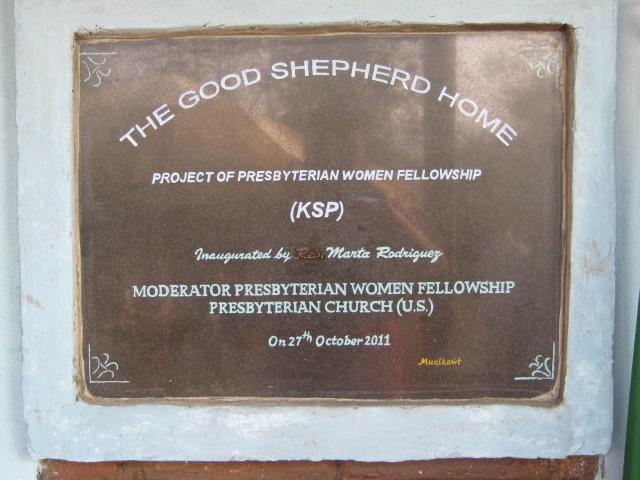 THE GOOD SHEPHERD HOME
PROJECT OF PRESBYTERIAN WOMEN FELLOWSHIP
(KSP)
Inaugurated by Rev. Marta Rodriguez
MODERATOR PRESBYTERIAN WOMEN FELLOWSHIP
PRESBYTERIAN CHURCH (U.S.)
On 27th October 2011
Mualkawt